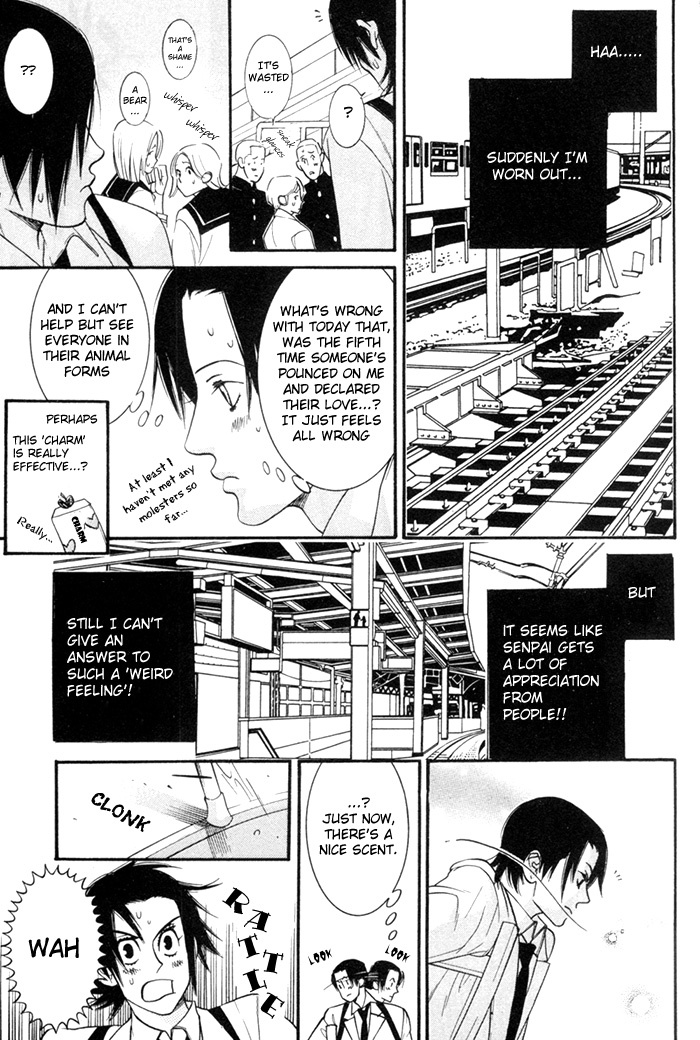 HAA.....
SUDDENLY I'M
WORN OUT...
?
IT'S
WASTED
...
sneak
glances
THAT'S
A
SHAME
...
A
BEAR
...
whisper
whisper
??
WHAT'S WRONG
WITH TODAY THAT,
WAS THE FIFTH
TIME SOMEONE'S
POUNCED ON ME
AND DECLARED
THEIR LOVE...?
IT JUST FEELS
ALL WRONG
AND I CAN'T
HELP BUT SEE
EVERYONE IN
THEIR ANIMAL
FORMS
At least I
haven't met any
molesters so
far...
PERHAPS
THIS 'CHARM'
IS REALLY
EFFECTIVE...?
Really...
CHARM
BUT
IT SEEMS LIKE
SENPAI GETS
A LOT OF
APPRECIATION
FROM
PEOPLE!!
STILL I CAN'T
GIVE AN
ANSWER TO
SUCH A 'WEIRD
FEELING'!
...?
JUST NOW,
THERE'S A
NICE SCENT.
LOOK
LOOK
CLONK
RATTLE
WAH